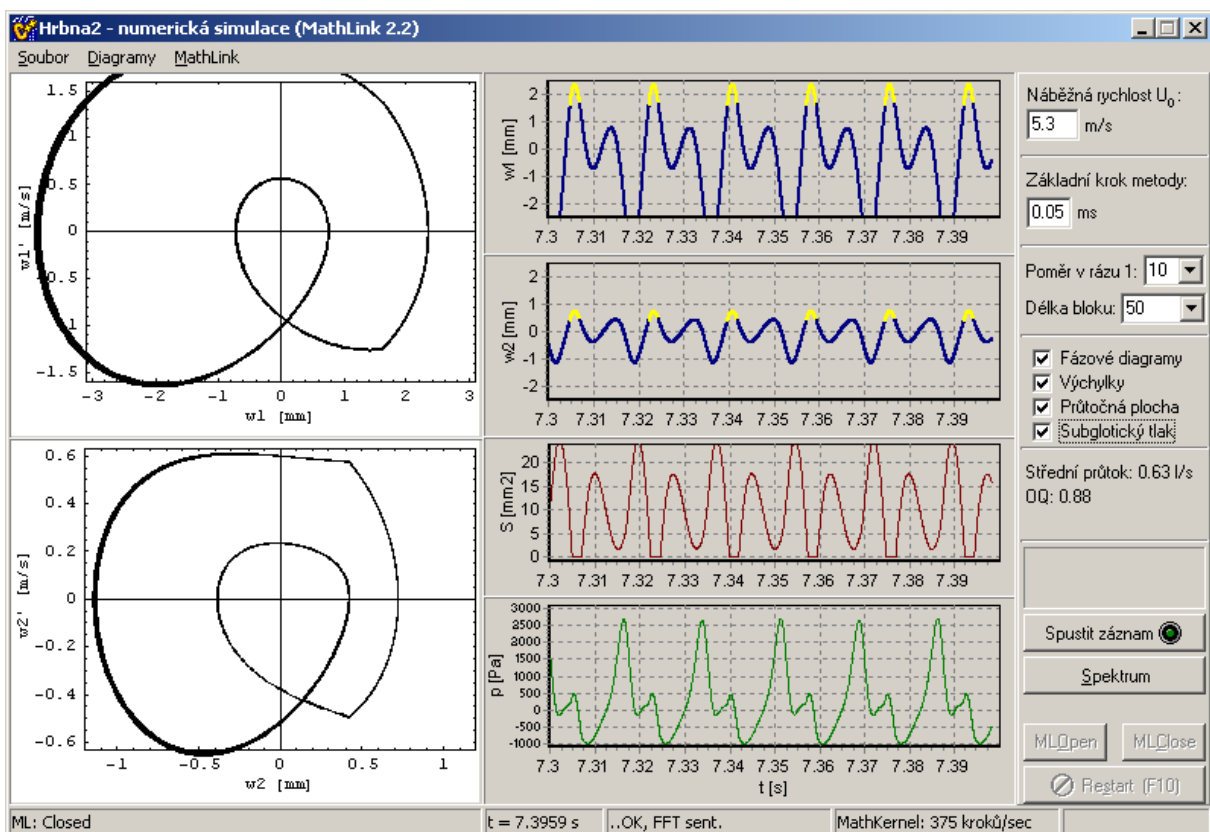 Hrbna2 - numerická simulace (MathLink 2.2)
Soubor Diagramy MathLink
1.5
1
0.5
0
-0.5
-1
-1.5
w1' [m/s]
-3 -2 -1 0 1 2 3
w1 [mm]
0.6
0.4
0.2
0
-0.2
-0.4
-0.6
w2' [m/s]
-1 -0.5 0 0.5 1
w2 [mm]
2
1
0
-1
-2
w1 [mm]
7.3 7.31 7.32 7.33 7.34 7.35 7.36 7.37 7.38 7.39
2
1
0
-1
-2
w2 [mm]
7.3 7.31 7.32 7.33 7.34 7.35 7.36 7.37 7.38 7.39
20
15
10
5
0
S [mm2]
7.3 7.31 7.32 7.33 7.34 7.35 7.36 7.37 7.38 7.39
3000
2500
2000
1500
1000
500
0
-500
-1000
p [Pa]
7.3 7.31 7.32 7.33 7.34 7.35 7.36 7.37 7.38 7.39
t [s]
Náběžná rychlost U0:
5.3 m/s
Základní krok metody:
0.05 ms
Poměr v rázu 1: 10
Délka bloku: 50
Fázové diagramy
Výchylky
Průtočná plocha
Subglotický tlak
Střední průtok: 0.63 l/s
OQ: 0.88
Spustit záznam
Spektrum
MLOpen MLClose
Restart (F10)
ML: Closed t = 7.3959 s ..OK, FFT sent. MathKernel: 375 kroků/sec